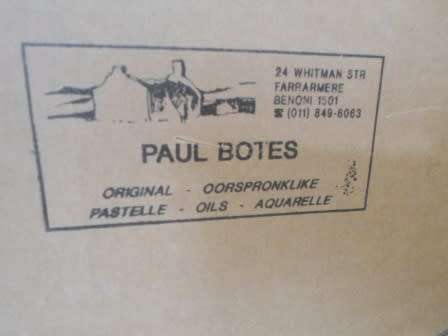 24 WHITMAN STR
FARRARMERE
BENONI 1501
☎ (011) 849-6063
PAUL BOTES
ORIGINAL - OORSPRONKLIKE
PASTELLE - OILS - AQUARELLE